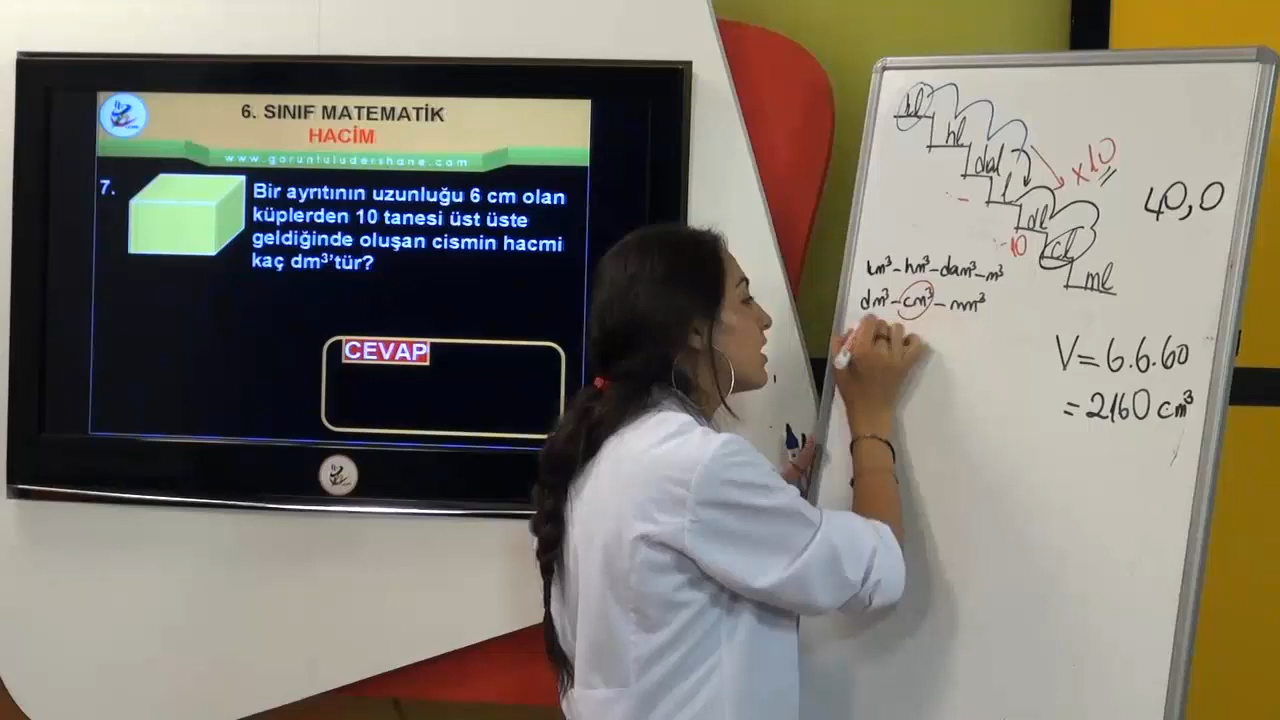 6. SINIF MATEMATİK
HACİM
www.goruntuludershane.com
7.
Bir ayrıtının uzunluğu 6 cm olan
küplerden 10 tanesi üst üste
geldiğinde oluşan cismin hacmi
kaç dm³'tür?
CEVAP
kl
hl
dal
l
dl
cl
ml
x10
-10
40,0
km³-hm³-dam³-m³
dm³-cm³-mm³
V=6.6.60
=2160 cm³